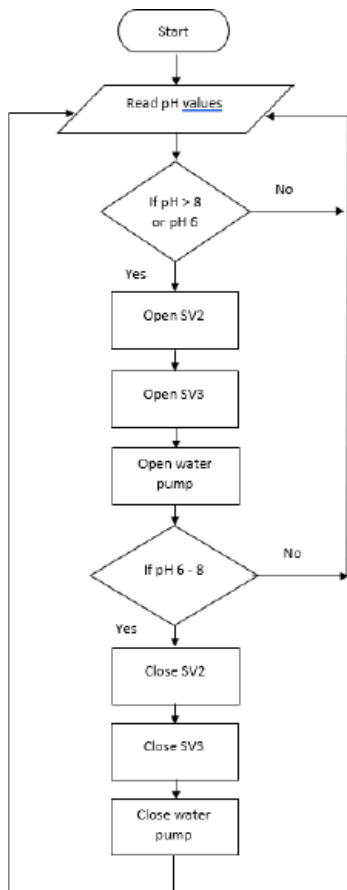 Start
Read pH values
If pH > 8
or pH 6
No
Yes
Open SV2
Open SV3
Open water
pump
If pH 6 - 8
No
Yes
Close SV2
Close SV3
Close water
pump